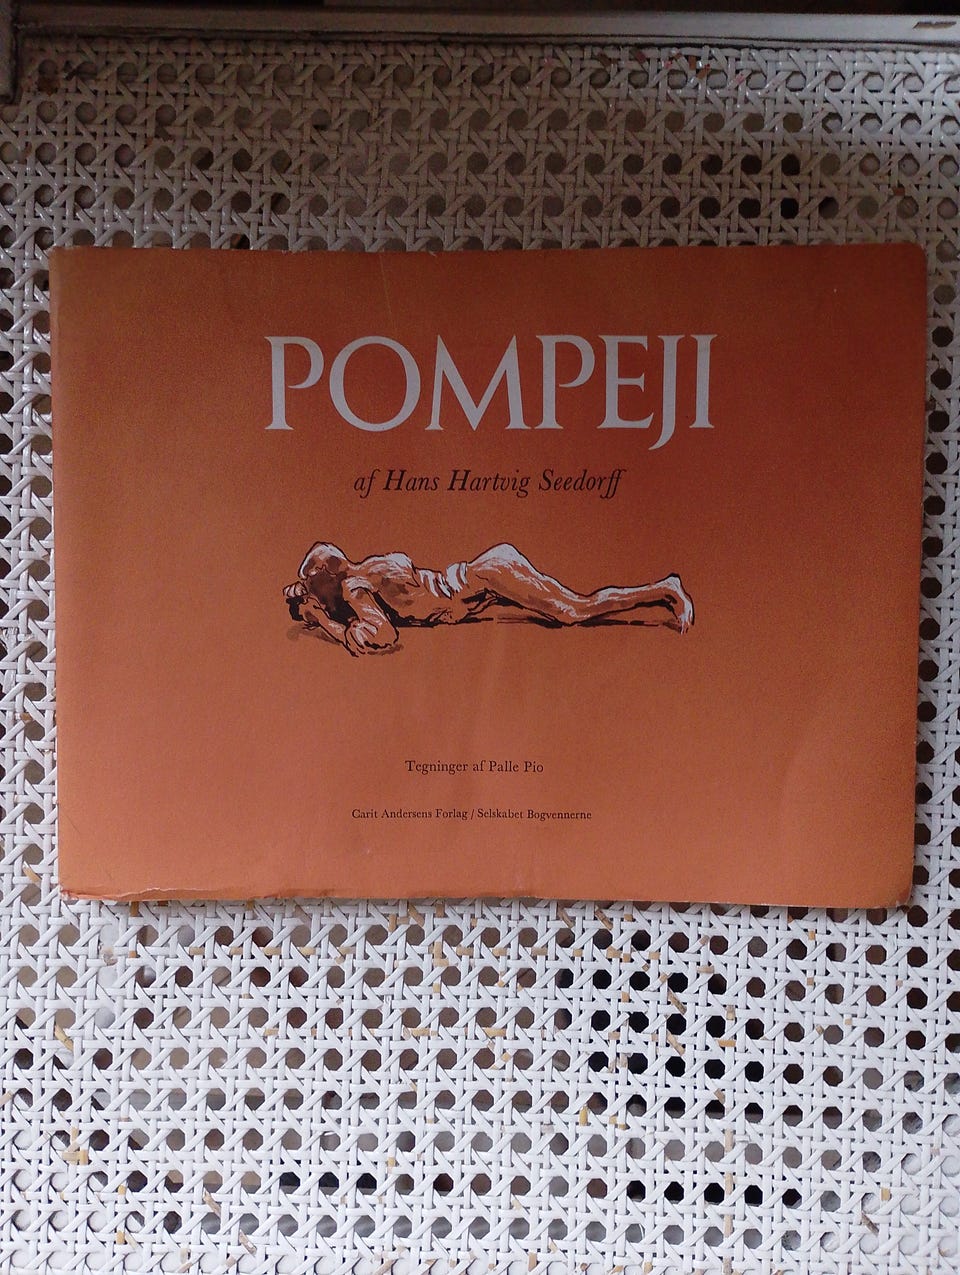 POMPEJI
af Hans Hartvig Seedorff
Tegninger af Palle Pio
Carit Andersens Forlag / Selskabet Bogvennerne